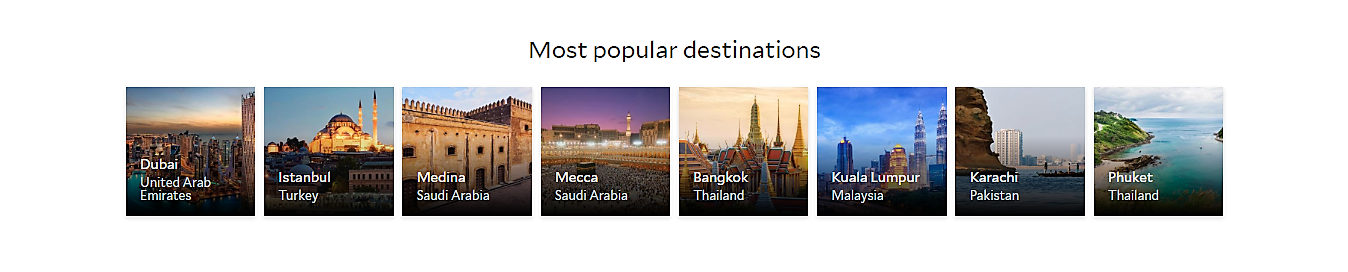 Most popular destinations
Dubai
United Arab
Emirates
Istanbul
Turkey
Medina
Saudi Arabia
Mecca
Saudi Arabia
Bangkok
Thailand
Kuala Lumpur
Malaysia
Karachi
Pakistan
Phuket
Thailand